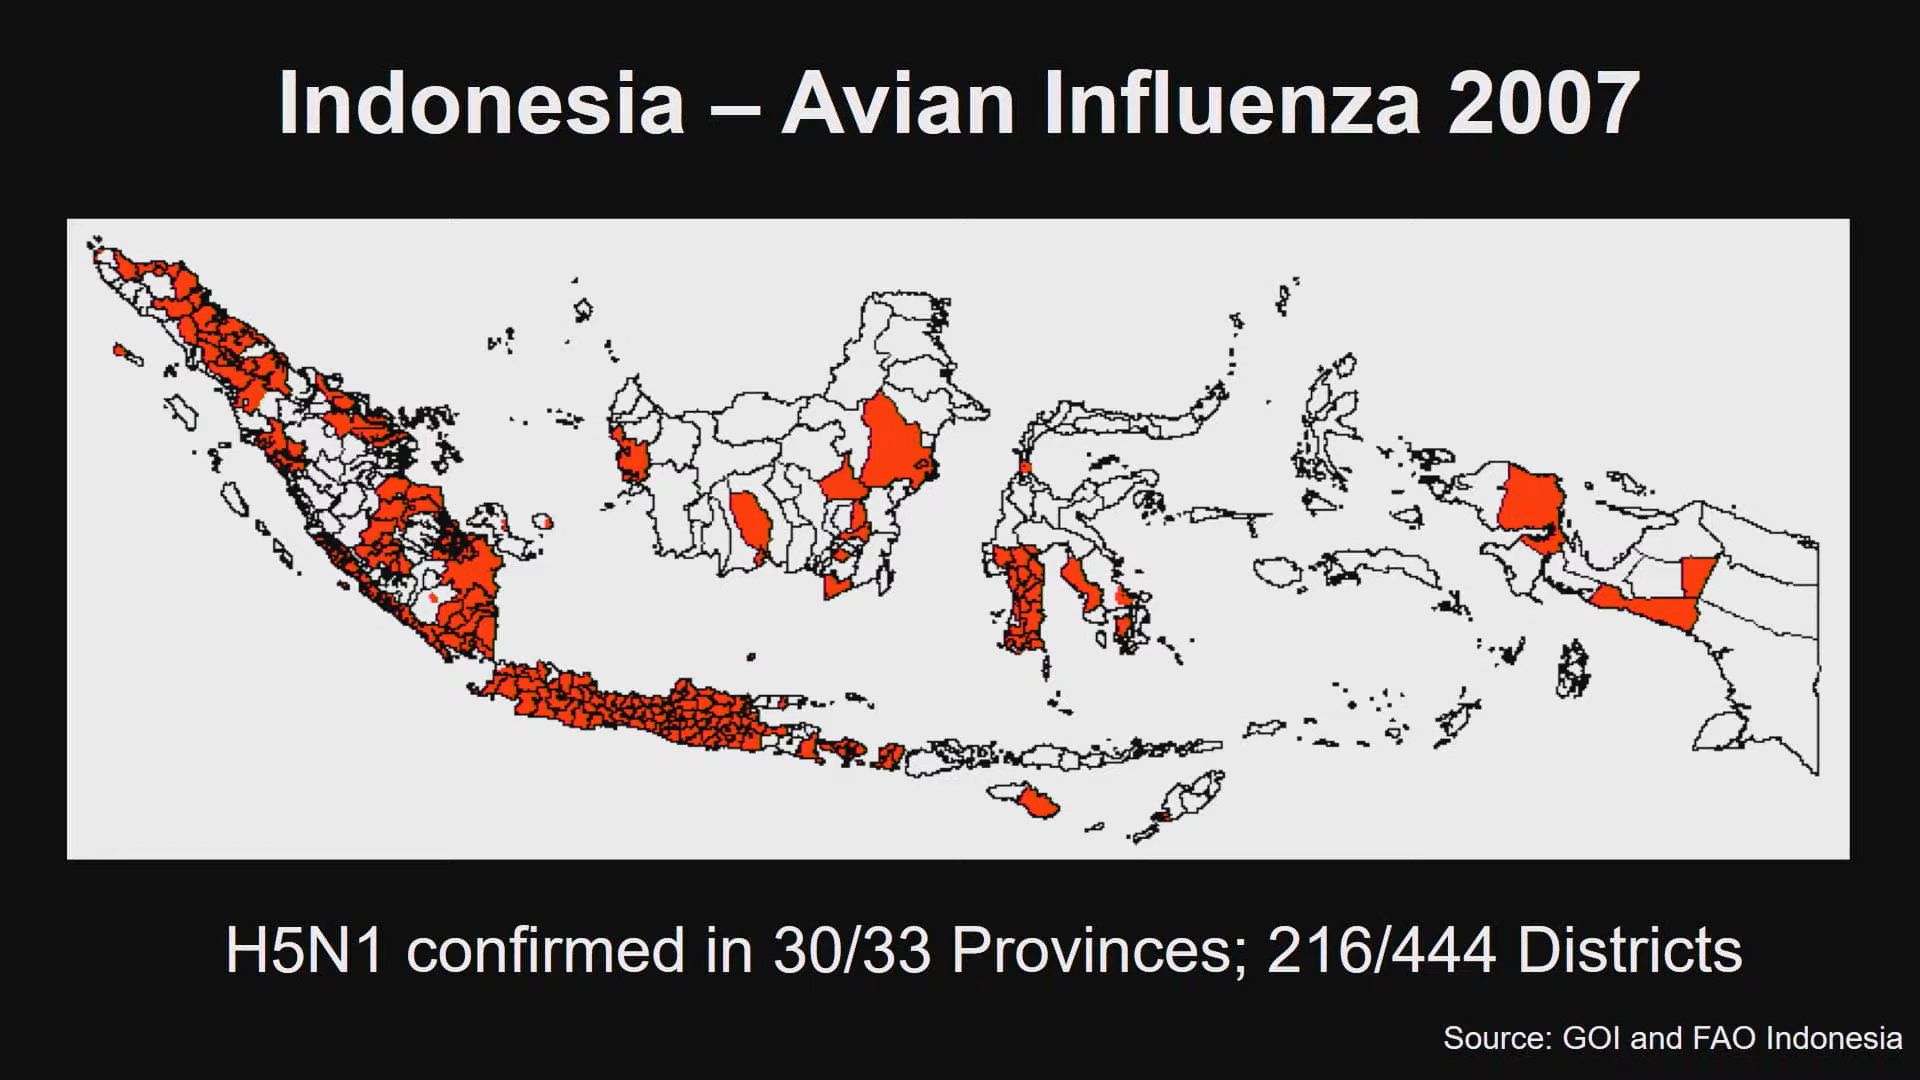 Indonesia – Avian Influenza 2007
H5N1 confirmed in 30/33 Provinces; 216/444 Districts
Source: GOI and FAO Indonesia